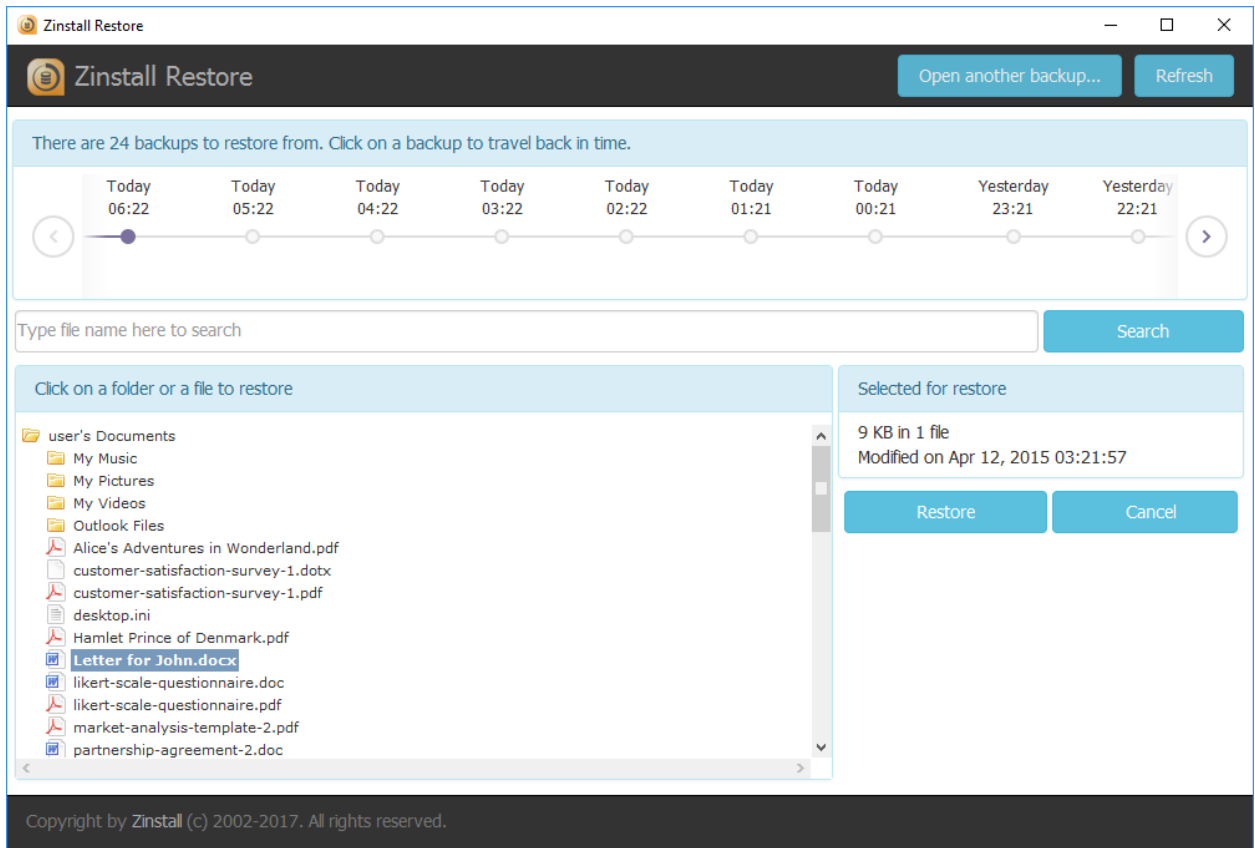 Zinstall Restore
Zinstall Restore
Open another backup...
Refresh
There are 24 backups to restore from. Click on a backup to travel back in time.
Today Today Today Today Today Today Today Yesterday Yesterday
06:22 05:22 04:22 03:22 02:22 01:21 00:21 23:21 22:21
Type file name here to search
Search
Click on a folder or a file to restore
user's Documents
My Music
My Pictures
My Videos
Outlook Files
Alice's Adventures in Wonderland.pdf
customer-satisfaction-survey-1.dotx
customer-satisfaction-survey-1.pdf
desktop.ini
Hamlet Prince of Denmark.pdf
Letter for John.docx
likert-scale-questionnaire.doc
likert-scale-questionnaire.pdf
market-analysis-template-2.pdf
partnership-agreement-2.doc
Selected for restore
9 KB in 1 file
Modified on Apr 12, 2015 03:21:57
Restore
Cancel
Copyright by Zinstall (c) 2002-2017. All rights reserved.